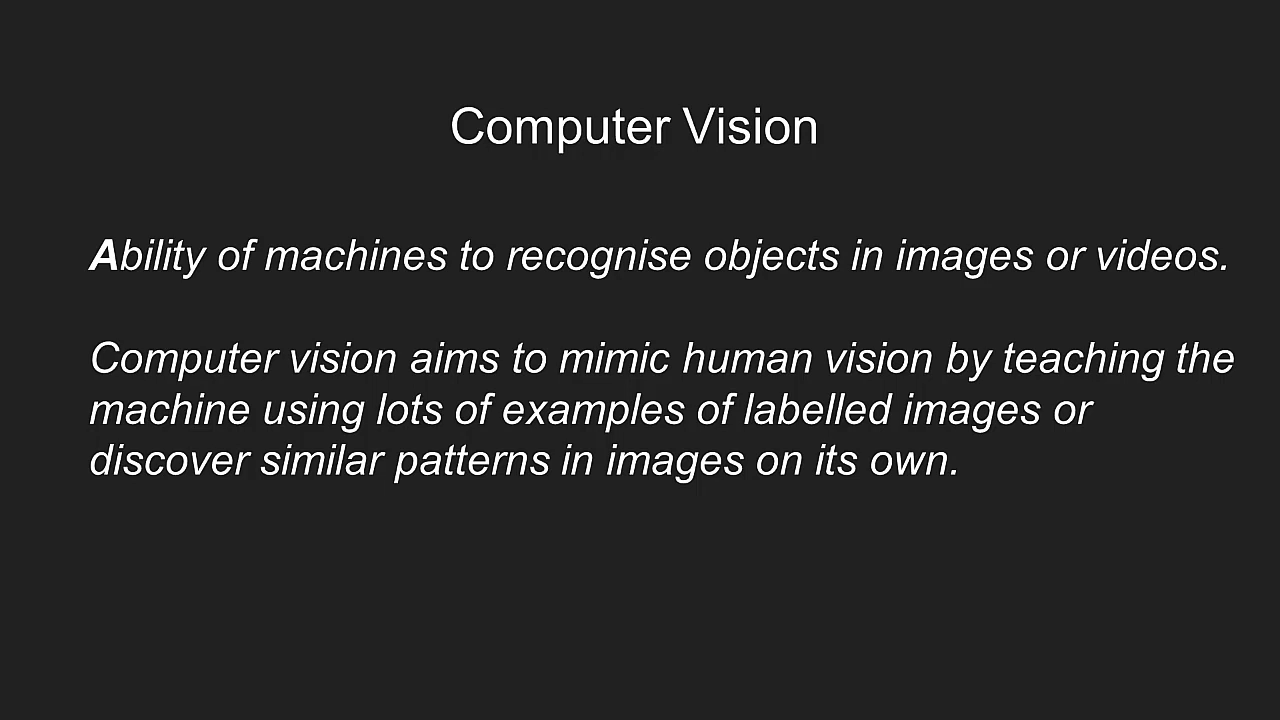 Computer Vision
Ability of machines to recognise objects in images or videos.
Computer vision aims to mimic human vision by teaching the
machine using lots of examples of labelled images or
discover similar patterns in images on its own.